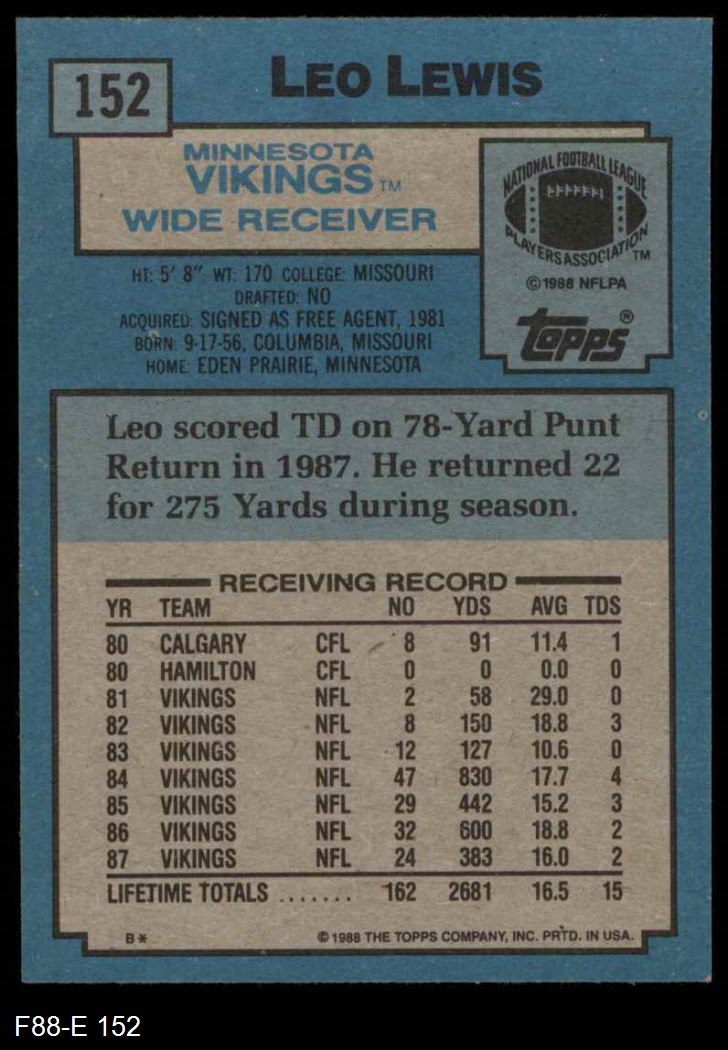 152
LEO LEWIS
MINNESOTA
VIKINGS™
WIDE RECEIVER
NATIONAL FOOTBALL LEAGUE
PLAYERS ASSOCIATION™
©1988 NFLPA
topps®
HT: 5' 8" WT: 170 COLLEGE: MISSOURI
DRAFTED: NO
ACQUIRED: SIGNED AS FREE AGENT, 1981
BORN: 9-17-56, COLUMBIA, MISSOURI
HOME: EDEN PRAIRIE, MINNESOTA
Leo scored TD on 78-Yard Punt
Return in 1987. He returned 22
for 275 Yards during season.
RECEIVING RECORD
YR TEAM NO YDS AVG TDS
80 CALGARY CFL 8 91 11.4 1
80 HAMILTON CFL 0 0 0.0 0
81 VIKINGS NFL 2 58 29.0 0
82 VIKINGS NFL 8 150 18.8 3
83 VIKINGS NFL 12 127 10.6 0
84 VIKINGS NFL 47 830 17.7 4
85 VIKINGS NFL 29 442 15.2 3
86 VIKINGS NFL 32 600 18.8 2
87 VIKINGS NFL 24 383 16.0 2
LIFETIME TOTALS ....... 162 2681 16.5 15
B* ©1988 THE TOPPS COMPANY, INC. PRTD. IN USA.
F88-E 152